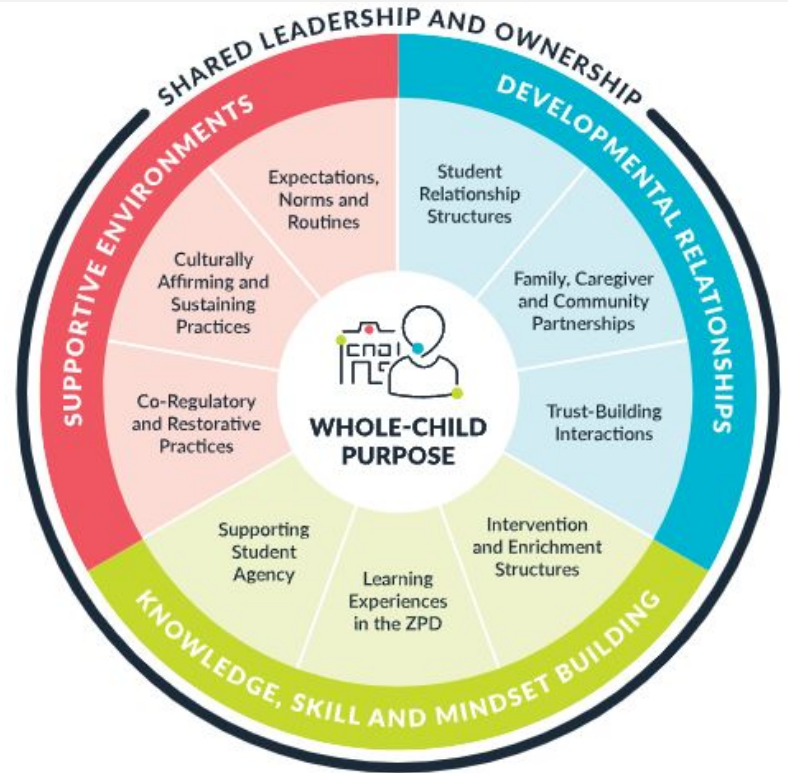 SHARED LEADERSHIP AND OWNERSHIP
SUPPORTIVE ENVIRONMENTS
DEVELOPMENTAL RELATIONSHIPS
Expectations,
Norms and
Routines
Student
Relationship
Structures
Culturally
Affirming and
Sustaining
Practices
Family, Caregiver
and Community
Partnerships
Co-Regulatory
and Restorative
Practices
Trust-Building
Interactions
WHOLE-CHILD
PURPOSE
Supporting
Student
Agency
Learning
Experiences
in the ZPD
Intervention
and Enrichment
Structures
KNOWLEDGE, SKILL AND MINDSET BUILDING